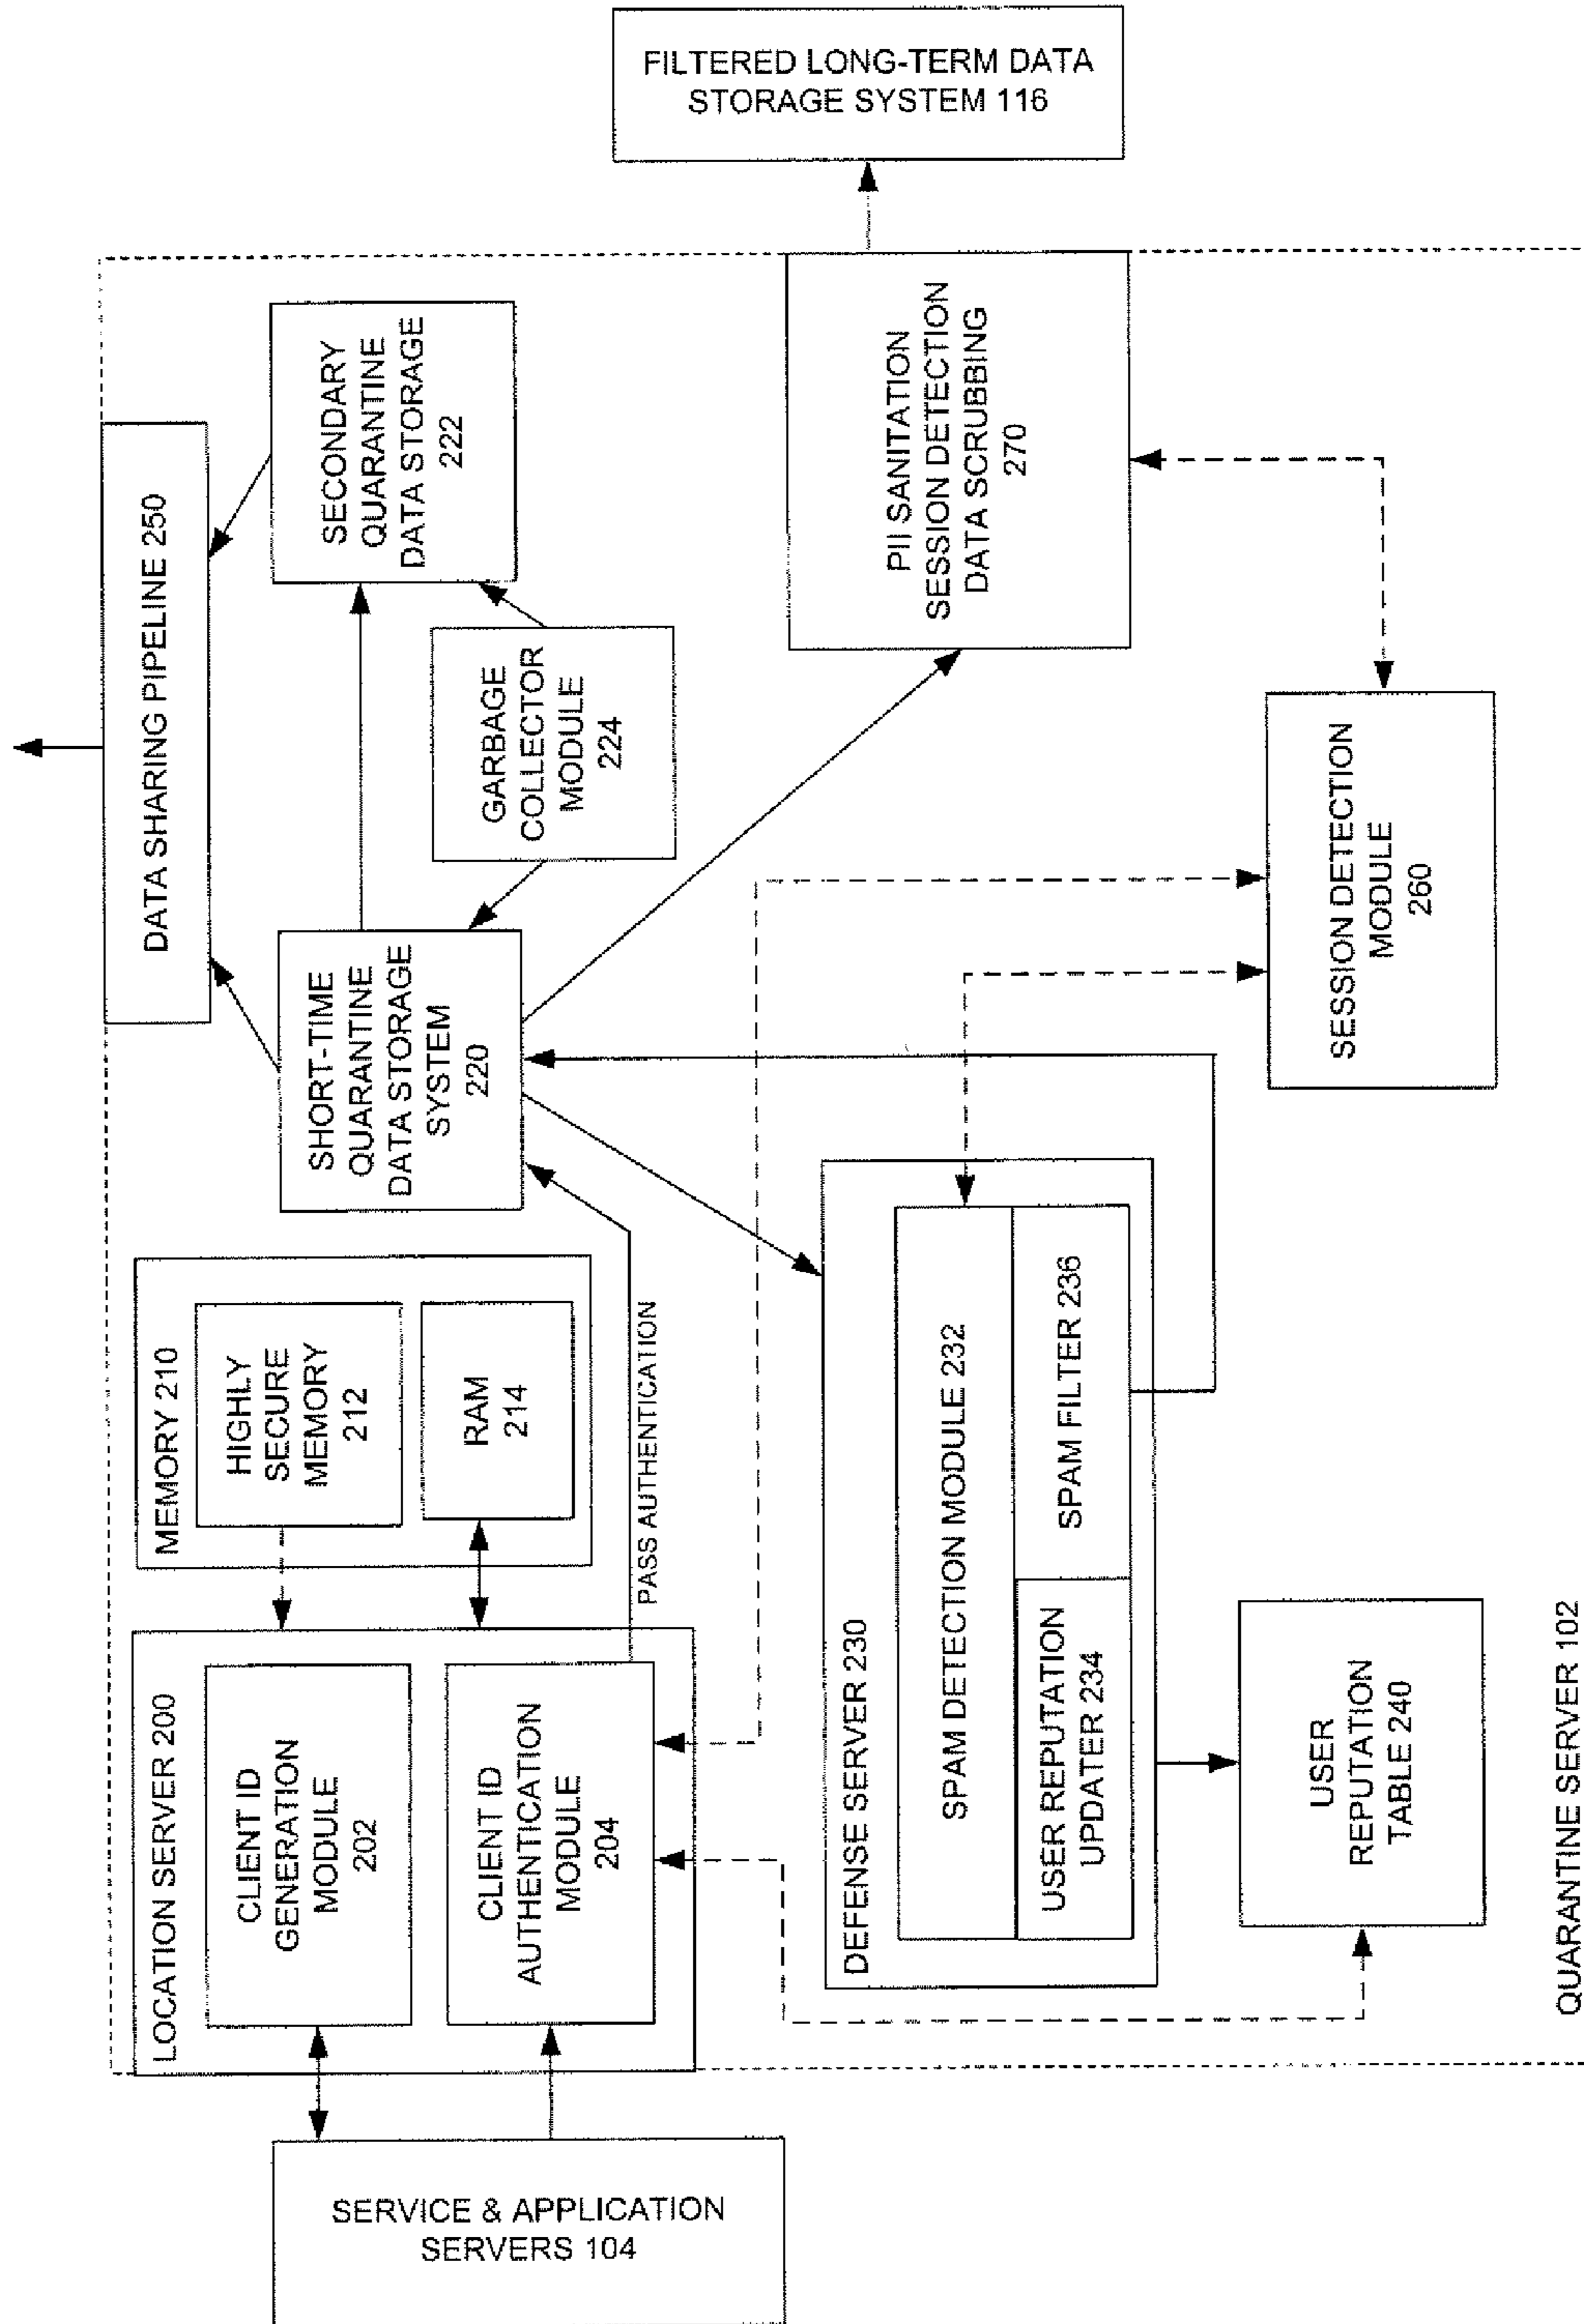 SERVICE & APPLICATION
SERVERS 104
LOCATION SERVER 200
CLIENT ID
GENERATION
MODULE
202
CLIENT ID
AUTHENTICATION
MODULE
204
MEMORY 210
HIGHLY
SECURE
MEMORY
212
RAM
214
PASS AUTHENTICATION
SHORT-TIME
QUARANTINE
DATA STORAGE
SYSTEM
220
DATA SHARING PIPELINE 250
SECONDARY
QUARANTINE
DATA STORAGE
222
GARBAGE
COLLECTOR
MODULE
224
DEFENSE SERVER 230
SPAM DETECTION MODULE 232
USER REPUTATION
UPDATER 234
SPAM FILTER 236
USER
REPUTATION
TABLE 240
SESSION DETECTION
MODULE
260
PII SANITATION
SESSION DETECTION
DATA SCRUBBING
270
FILTERED LONG-TERM DATA
STORAGE SYSTEM 116
QUARANTINE SERVER 102